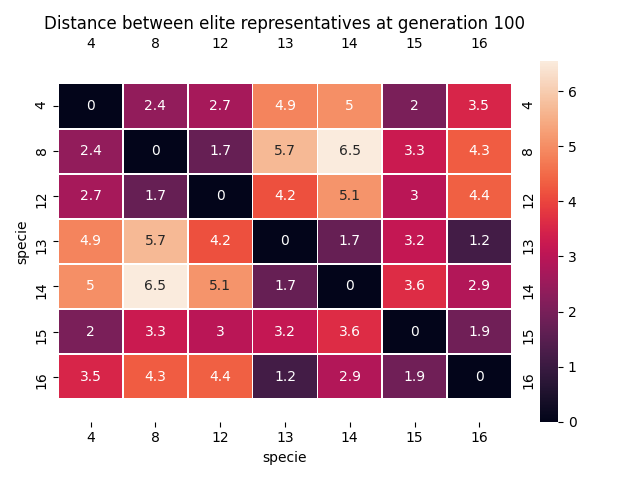 Distance between elite representatives at generation 100
4 8 12 13 14 15 16
4 0 2.4 2.7 4.9 5 2 3.5 4
8 2.4 0 1.7 5.7 6.5 3.3 4.3 8
12 2.7 1.7 0 4.2 5.1 3 4.4 12
13 4.9 5.7 4.2 0 1.7 3.2 1.2 13
14 5 6.5 5.1 1.7 0 3.6 2.9 14
15 2 3.3 3 3.2 3.6 0 1.9 15
16 3.5 4.3 4.4 1.2 2.9 1.9 0 16
4 8 12 13 14 15 16
specie
specie
6
5
4
3
2
1
0